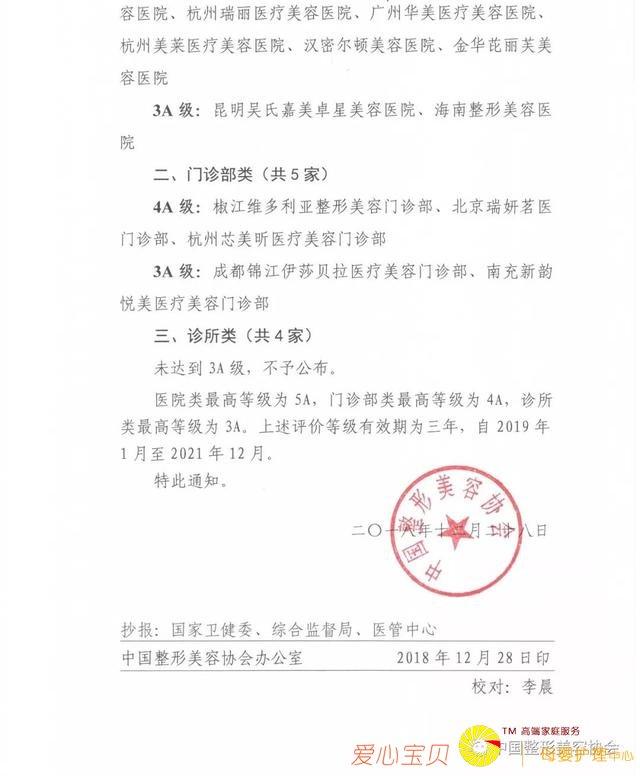 容医院、杭州瑞丽医疗美容医院、广州华美医疗美容医院、
杭州美莱医疗美容医院、汉密尔顿美容医院、金华芘丽芙美
容医院
3A 级：昆明吴氏嘉美卓星美容医院、海南整形美容医
院
二、门诊部类（共 5 家）
4A 级：椒江维多利亚整形美容门诊部、北京瑞妍茗医
门诊部、杭州芯美昕医疗美容门诊部
3A 级：成都锦江伊莎贝拉医疗美容门诊部、南充新韵
悦美医疗美容门诊部
三、诊所类（共 4 家）
未达到 3A 级，不予公布。
医院类最高等级为 5A，门诊部类最高等级为 4A，诊所
类最高等级为 3A。上述评价等级有效期为三年，自 2019 年
1 月至 2021 年 12 月。
特此通知。
中国整形美容协会
二〇一八年十二月二十八日
抄报：国家卫健委、综合监督局、医管中心
中国整形美容协会办公室 2018 年 12 月 28 日印
校对：李晨
TM 高端家庭服务
中国整形美容协会
爱心宝贝 母婴护理中心